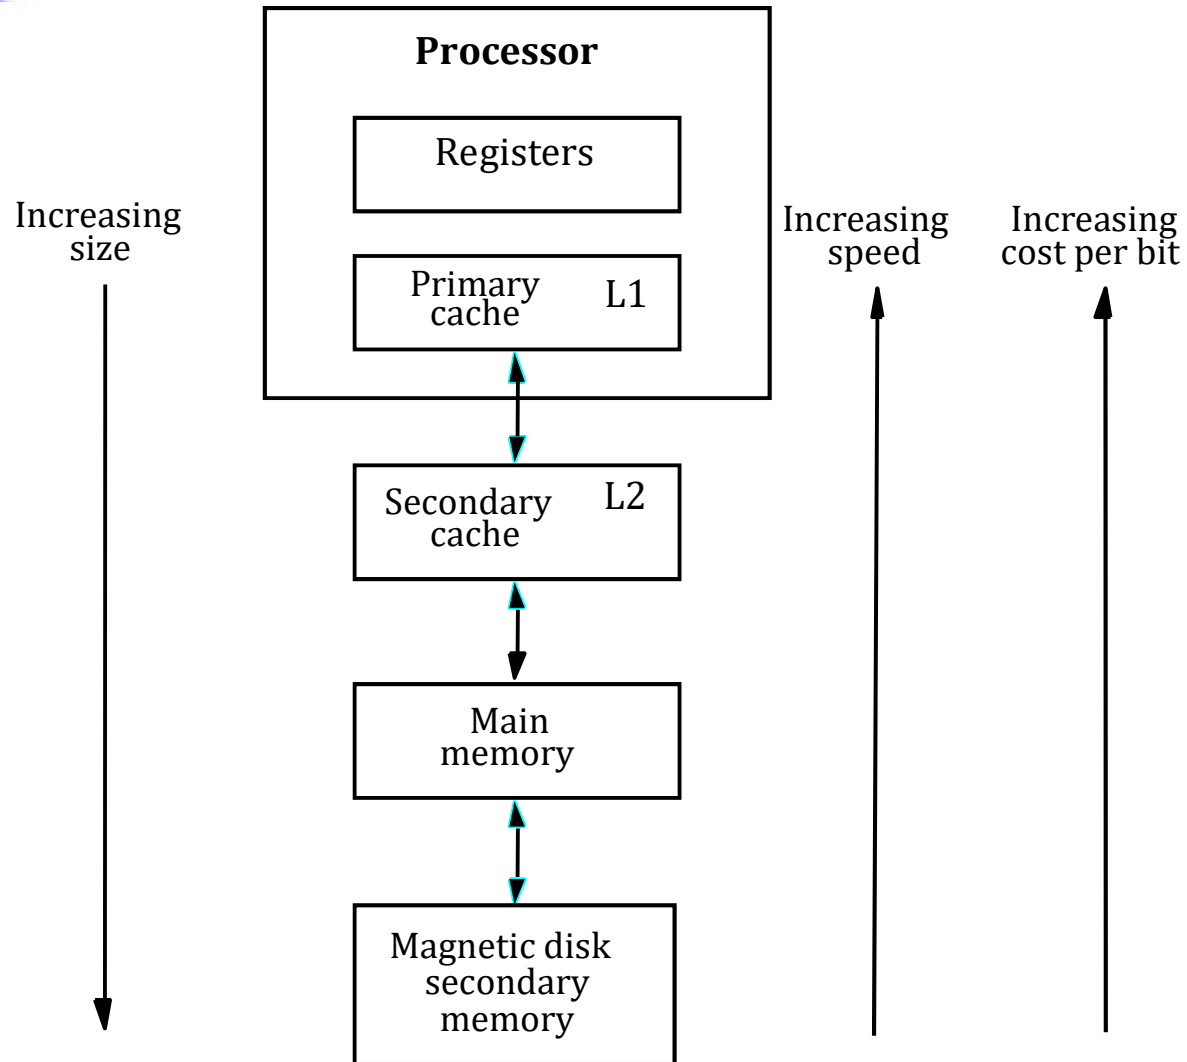 Processor
Registers
Increasing
size
Increasing
speed
Increasing
cost per bit
Primary
cache
L1
Secondary
cache
L2
Main
memory
Magnetic disk
secondary
memory